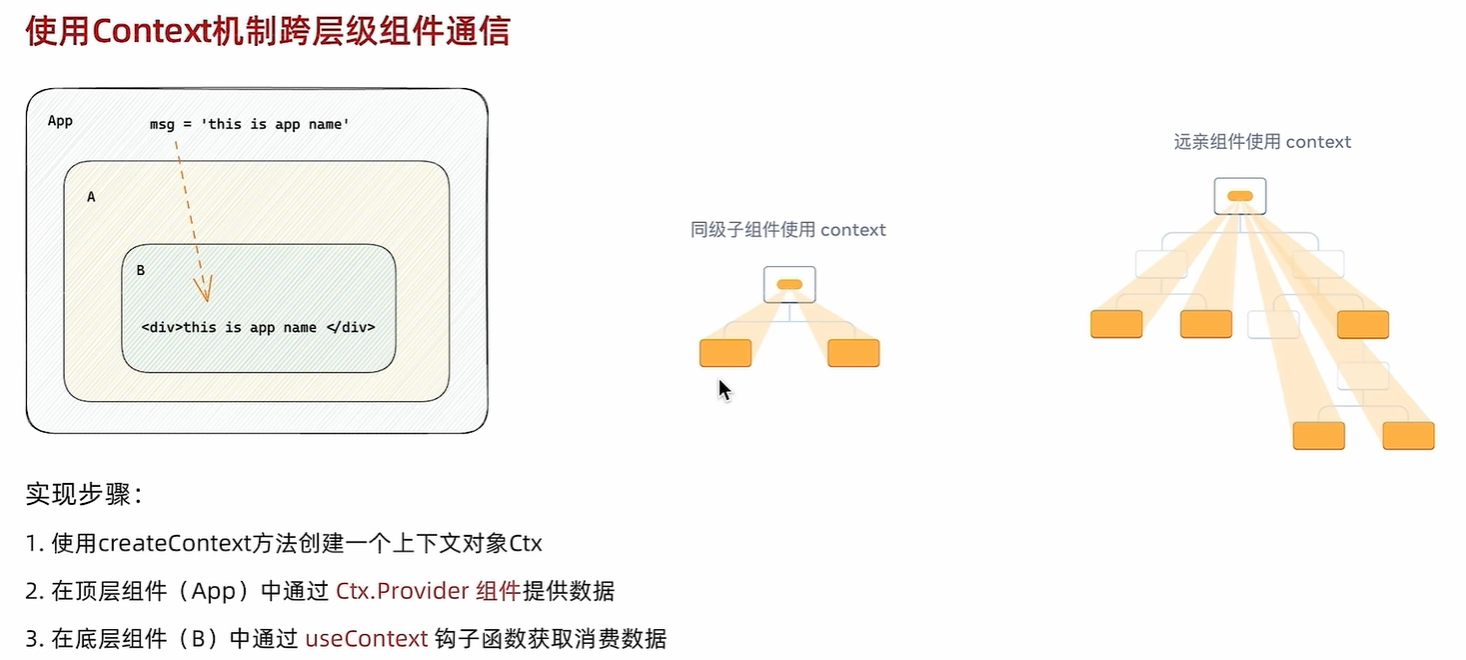 使用Context机制跨层级组件通信
App
msg = 'this is app name'
A
B
<div>this is app name </div>
同级子组件使用 context
远亲组件使用 context
实现步骤：
1. 使用createContext方法创建一个上下文对象Ctx
2. 在顶层组件（App）中通过 Ctx.Provider 组件提供数据
3. 在底层组件（B）中通过 useContext 钩子函数获取消费数据